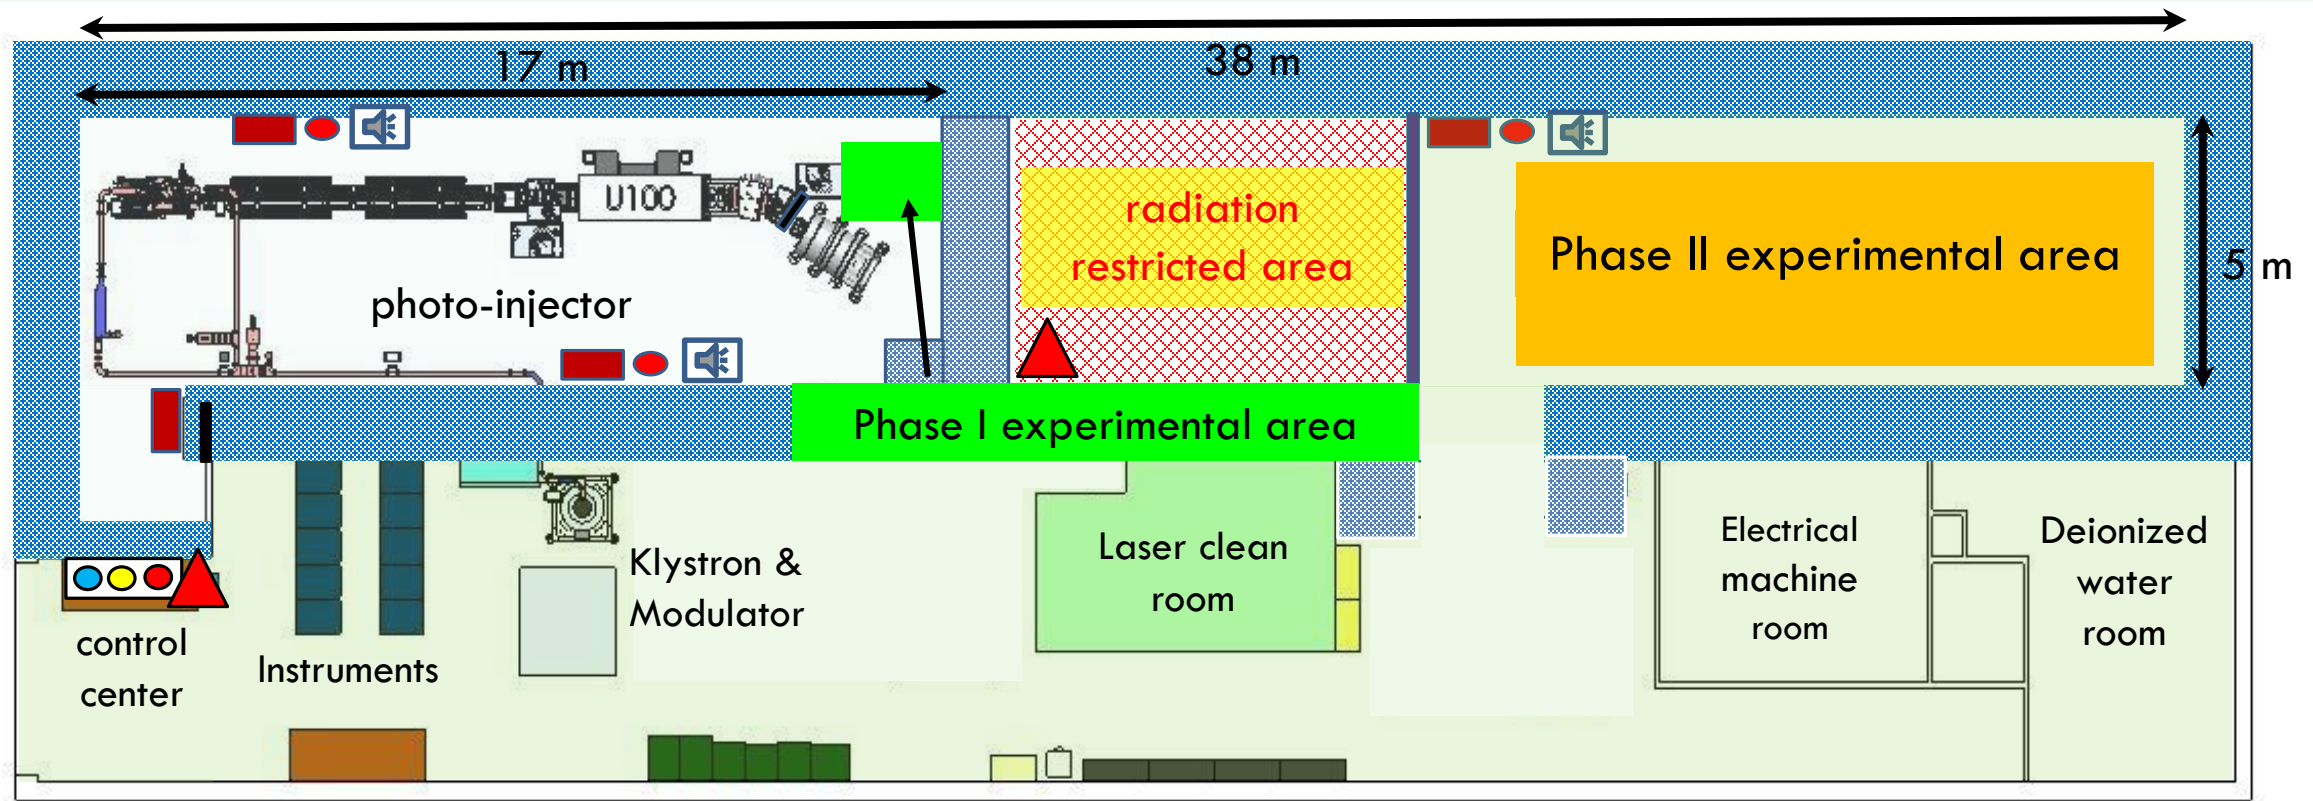 17 m
38 m
U100
photo-injector
radiation
restricted area
Phase II experimental area
5 m
Phase I experimental area
Klystron &
Modulator
Laser clean
room
Electrical
machine
room
Deionized
water
room
control
center
Instruments